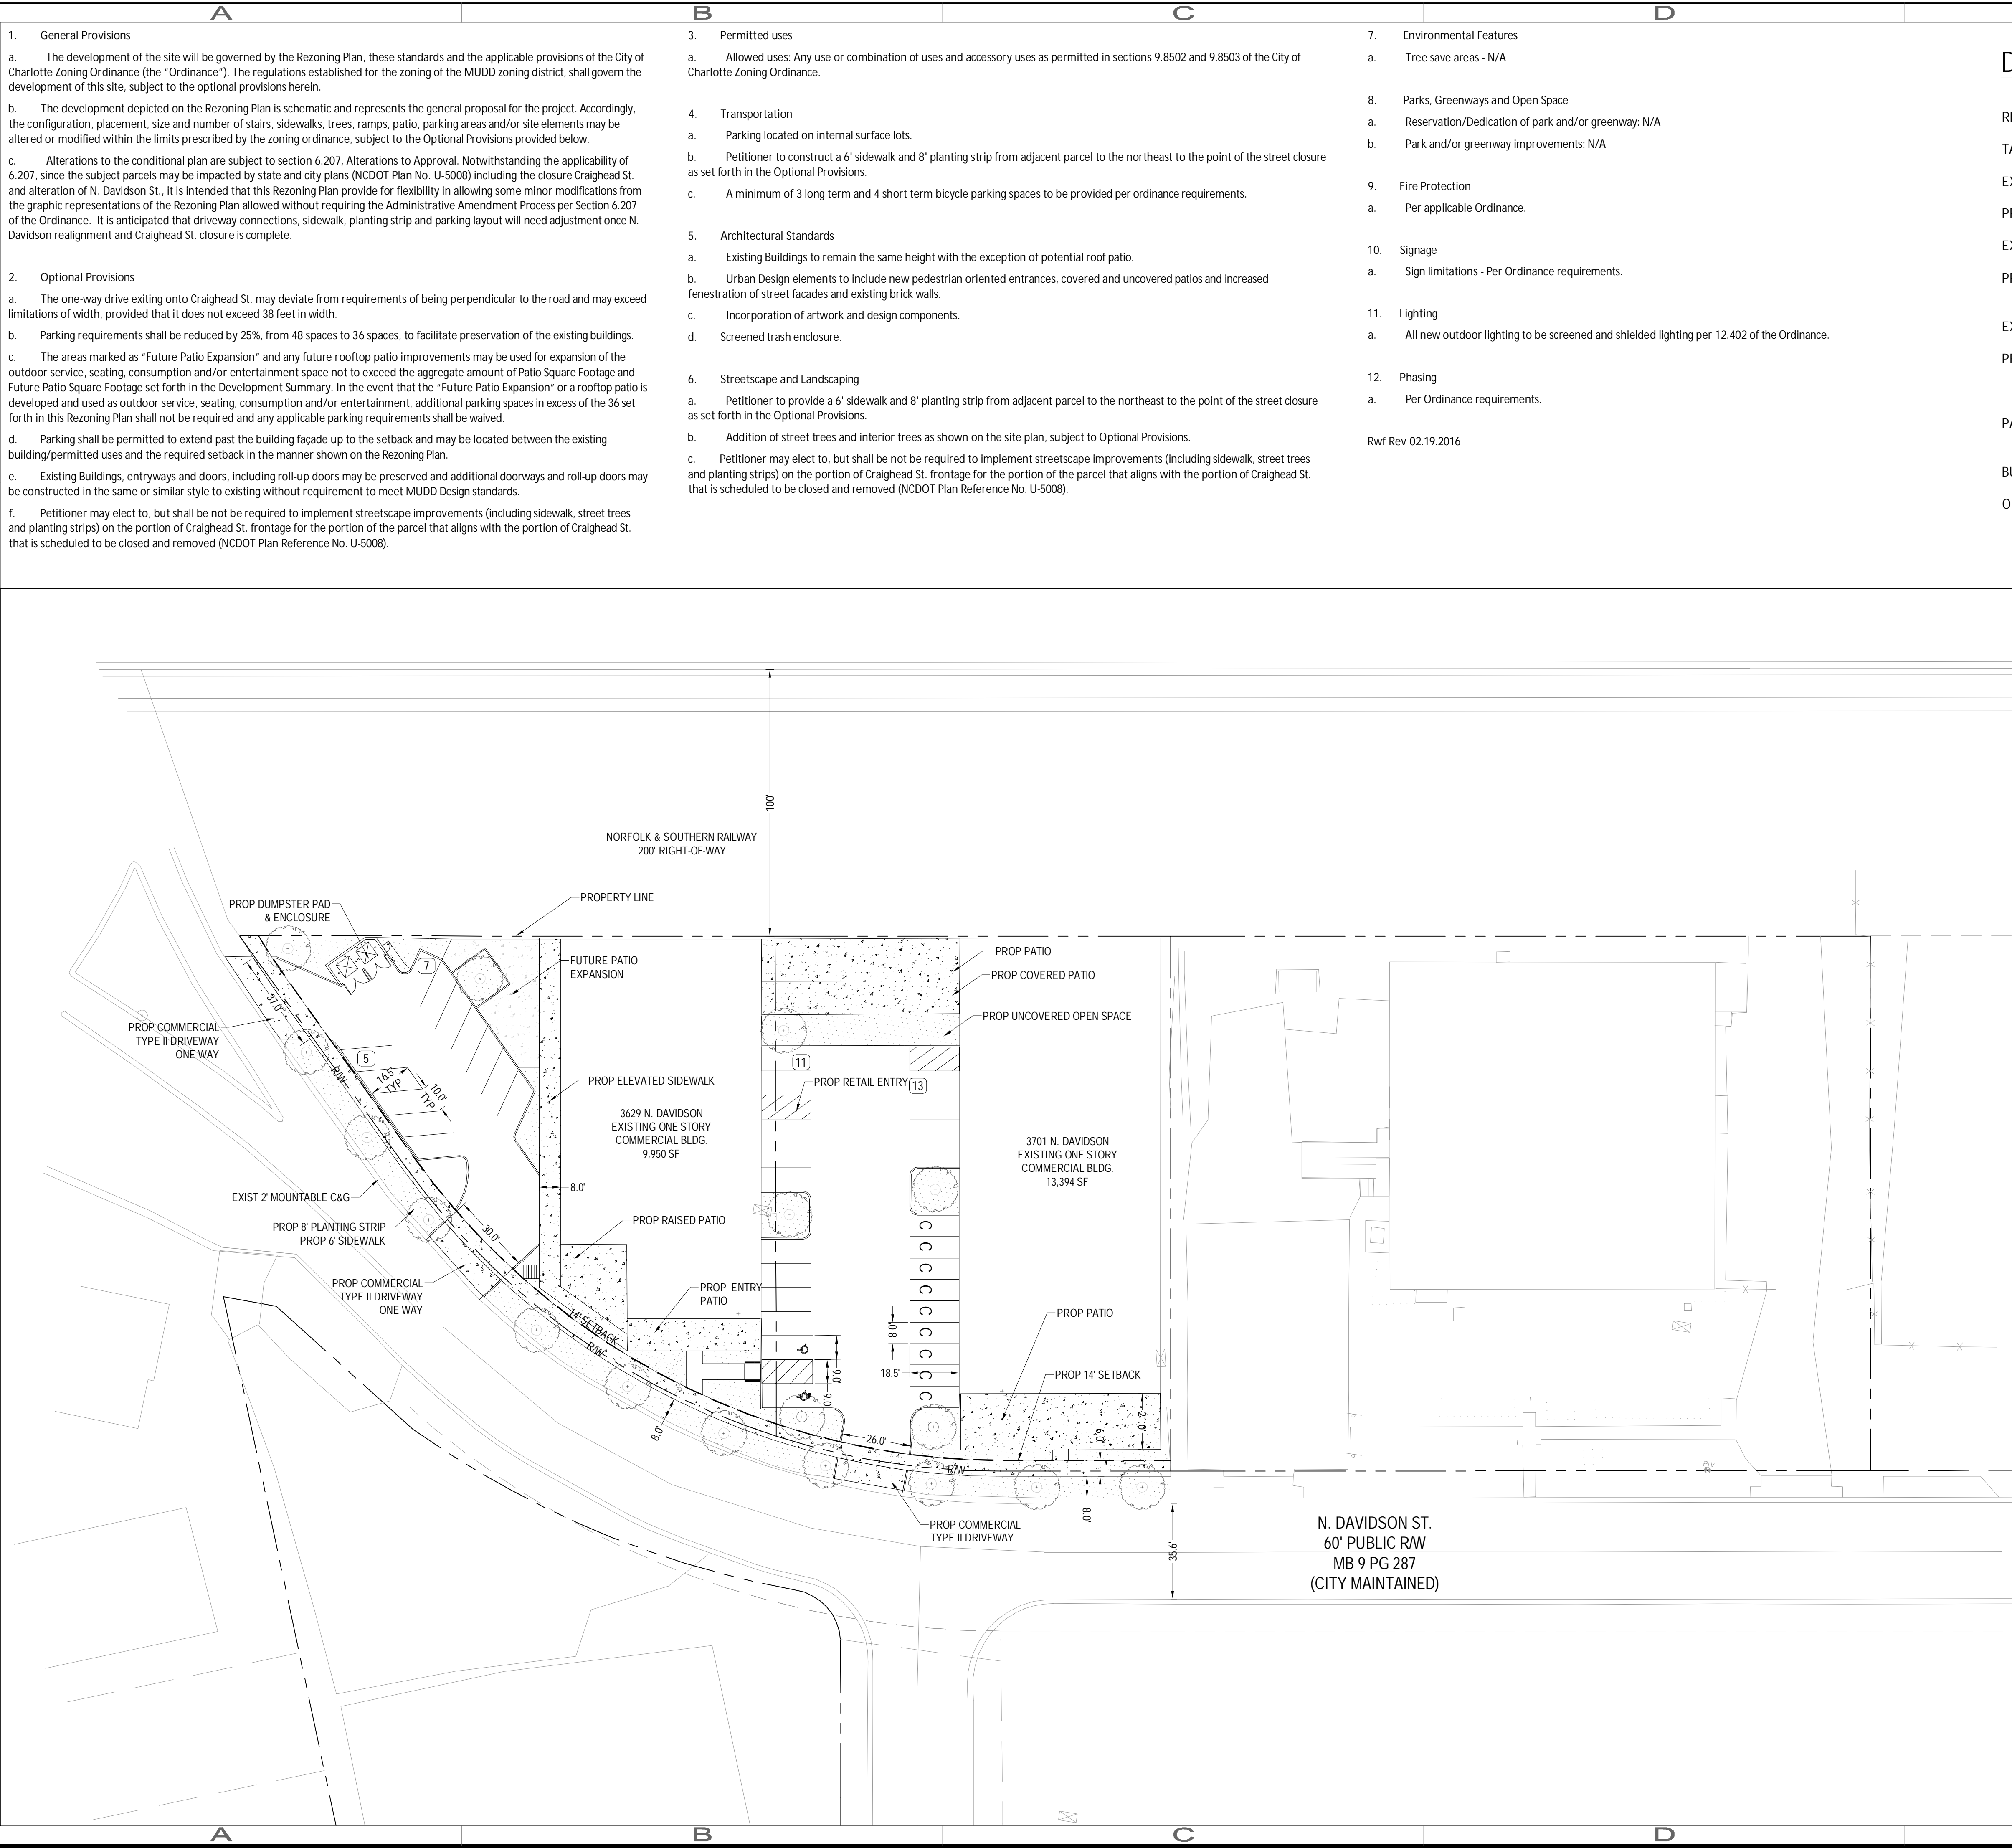 A B C D
1. General Provisions
a. The development of the site will be governed by the Rezoning Plan, these standards and the applicable provisions of the City of
Charlotte Zoning Ordinance (the “Ordinance”). The regulations established for the zoning of the MUDD zoning district, shall govern the
development of this site, subject to the optional provisions herein.
b. The development depicted on the Rezoning Plan is schematic and represents the general proposal for the project. Accordingly,
the configuration, placement, size and number of stairs, sidewalks, trees, ramps, patio, parking areas and/or site elements may be
altered or modified within the limits prescribed by the zoning ordinance, subject to the Optional Provisions provided below.
c. Alterations to the conditional plan are subject to section 6.207, Alterations to Approval. Notwithstanding the applicability of
6.207, since the subject parcels may be impacted by state and city plans (NCDOT Plan No. U-5008) including the closure Craighead St.
and alteration of N. Davidson St., it is intended that this Rezoning Plan provide for flexibility in allowing some minor modifications from
the graphic representations of the Rezoning Plan allowed without requiring the Administrative Amendment Process per Section 6.207
of the Ordinance. It is anticipated that driveway connections, sidewalk, planting strip and parking layout will need adjustment once N.
Davidson realignment and Craighead St. closure is complete.
2. Optional Provisions
a. The one-way drive exiting onto Craighead St. may deviate from requirements of being perpendicular to the road and may exceed
limitations of width, provided that it does not exceed 38 feet in width.
b. Parking requirements shall be reduced by 25%, from 48 spaces to 36 spaces, to facilitate preservation of the existing buildings.
c. The areas marked as “Future Patio Expansion” and any future rooftop patio improvements may be used for expansion of the
outdoor service, seating, consumption and/or entertainment space not to exceed the aggregate amount of Patio Square Footage and
Future Patio Square Footage set forth in the Development Summary. In the event that the “Future Patio Expansion” or a rooftop patio is
developed and used as outdoor service, seating, consumption and/or entertainment, additional parking spaces in excess of the 36 set
forth in this Rezoning Plan shall not be required and any applicable parking requirements shall be waived.
d. Parking shall be permitted to extend past the building façade up to the setback and may be located between the existing
building/permitted uses and the required setback in the manner shown on the Rezoning Plan.
e. Existing Buildings, entryways and doors, including roll-up doors may be preserved and additional doorways and roll-up doors may
be constructed in the same or similar style to existing without requirement to meet MUDD Design standards.
f. Petitioner may elect to, but shall be not be required to implement streetscape improvements (including sidewalk, street trees
and planting strips) on the portion of Craighead St. frontage for the portion of the parcel that aligns with the portion of Craighead St.
that is scheduled to be closed and removed (NCDOT Plan Reference No. U-5008).
3. Permitted uses
a. Allowed uses: Any use or combination of uses and accessory uses as permitted in sections 9.8502 and 9.8503 of the City of
Charlotte Zoning Ordinance.
4. Transportation
a. Parking located on internal surface lots.
b. Petitioner to construct a 6' sidewalk and 8' planting strip from adjacent parcel to the northeast to the point of the street closure
as set forth in the Optional Provisions.
c. A minimum of 3 long term and 4 short term bicycle parking spaces to be provided per ordinance requirements.
5. Architectural Standards
a. Existing Buildings to remain the same height with the exception of potential roof patio.
b. Urban Design elements to include new pedestrian oriented entrances, covered and uncovered patios and increased
fenestration of street facades and existing brick walls.
c. Incorporation of artwork and design components.
d. Screened trash enclosure.
6. Streetscape and Landscaping
a. Petitioner to provide a 6' sidewalk and 8' planting strip from adjacent parcel to the northeast to the point of the street closure
as set forth in the Optional Provisions.
b. Addition of street trees and interior trees as shown on the site plan, subject to Optional Provisions.
c. Petitioner may elect to, but shall be not be required to implement streetscape improvements (including sidewalk, street trees
and planting strips) on the portion of Craighead St. frontage for the portion of the parcel that aligns with the portion of Craighead St.
that is scheduled to be closed and removed (NCDOT Plan Reference No. U-5008).
7. Environmental Features
a. Tree save areas - N/A
8. Parks, Greenways and Open Space
a. Reservation/Dedication of park and/or greenway: N/A
b. Park and/or greenway improvements: N/A
9. Fire Protection
a. Per applicable Ordinance.
10. Signage
a. Sign limitations - Per Ordinance requirements.
11. Lighting
a. All new outdoor lighting to be screened and shielded lighting per 12.402 of the Ordinance.
12. Phasing
a. Per Ordinance requirements.
Rwf Rev 02.19.2016
100'
NORFOLK & SOUTHERN RAILWAY
200' RIGHT-OF-WAY
PROPERTY LINE
PROP DUMPSTER PAD
& ENCLOSURE
7
FUTURE PATIO
EXPANSION
PROP PATIO
PROP COVERED PATIO
PROP UNCOVERED OPEN SPACE
37.0'
PROP COMMERCIAL
TYPE II DRIVEWAY
ONE WAY
5
R/W
16.5'
TYP
10.0'
TYP
11
PROP RETAIL ENTRY
13
PROP ELEVATED SIDEWALK
3629 N. DAVIDSON
EXISTING ONE STORY
COMMERCIAL BLDG.
9,950 SF
3701 N. DAVIDSON
EXISTING ONE STORY
COMMERCIAL BLDG.
13,394 SF
8.0'
EXIST 2' MOUNTABLE C&G
PROP 8' PLANTING STRIP
PROP 6' SIDEWALK
30.0'
PROP RAISED PATIO
C
C
C
C
C
C
C
C
C
PROP COMMERCIAL
TYPE II DRIVEWAY
ONE WAY
PROP ENTRY
PATIO
14' SETBACK
R/W
PROP PATIO
8.0'
18.5'
9.0'
9.0'
PROP 14' SETBACK
21.0'
6.0'
8.0'
26.0'
R/W
8.0'
PROP COMMERCIAL
TYPE II DRIVEWAY
35.6'
N. DAVIDSON ST.
60' PUBLIC R/W
MB 9 PG 287
(CITY MAINTAINED)
A B C D